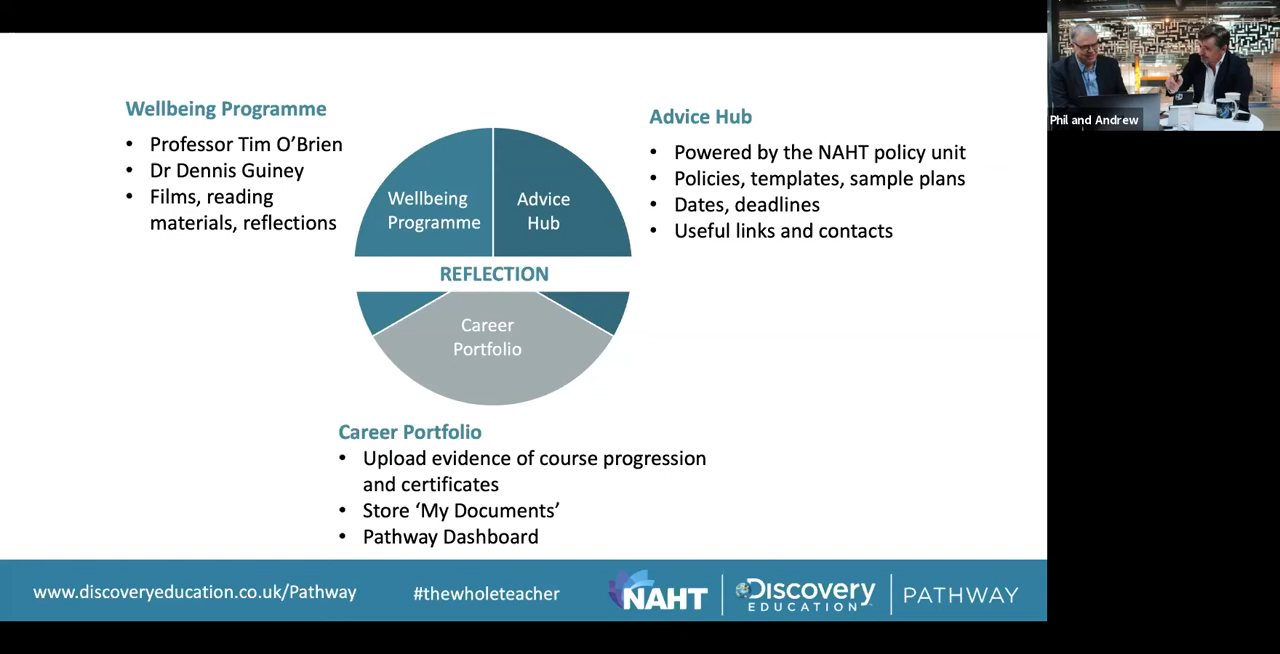 Wellbeing Programme
• Professor Tim O’Brien
• Dr Dennis Guiney
• Films, reading
materials, reflections
Wellbeing
Programme
Advice
Hub
REFLECTION
Career
Portfolio
Advice Hub
• Powered by the NAHT policy unit
• Policies, templates, sample plans
• Dates, deadlines
• Useful links and contacts
Career Portfolio
• Upload evidence of course progression
and certificates
• Store ‘My Documents’
• Pathway Dashboard
www.discoveryeducation.co.uk/Pathway
#thewholeteacher
NAHT
Discovery
EDUCATION
PATHWAY
Phil and Andrew